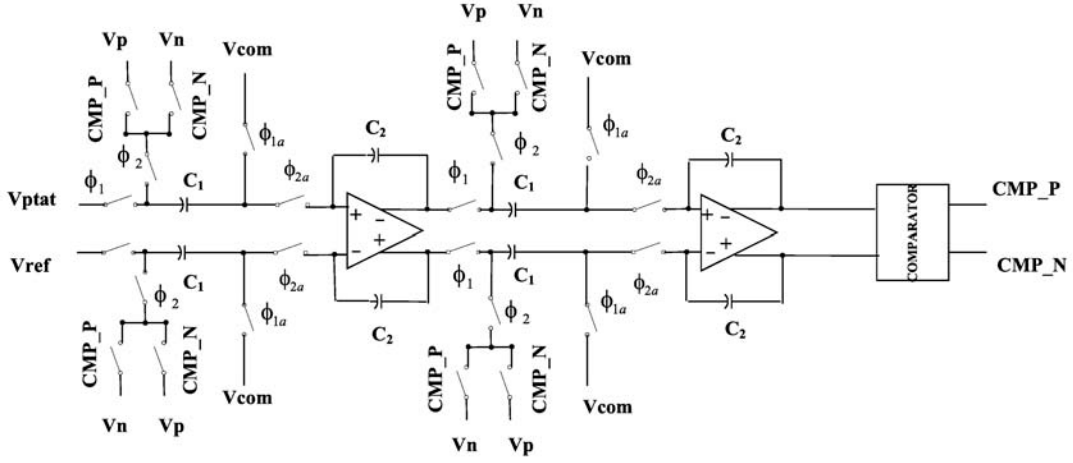 Vp Vn
Vp Vn
Vcom
Vcom
CMP_P
CMP_N
CMP_P
CMP_N
ϕ1a
C2
ϕ1a
C2
ϕ2
ϕ2
ϕ1
C1
ϕ2a
ϕ1
C1
ϕ2a
Vptat
+ −
+ −
CMP_P
COMPARATOR
Vref
− +
− +
CMP_N
C1
ϕ2a
ϕ1
C1
ϕ2a
ϕ2
ϕ1a
C2
ϕ2
ϕ1a
C2
CMP_P
CMP_N
CMP_P
CMP_N
Vcom
Vcom
Vn Vp
Vn Vp